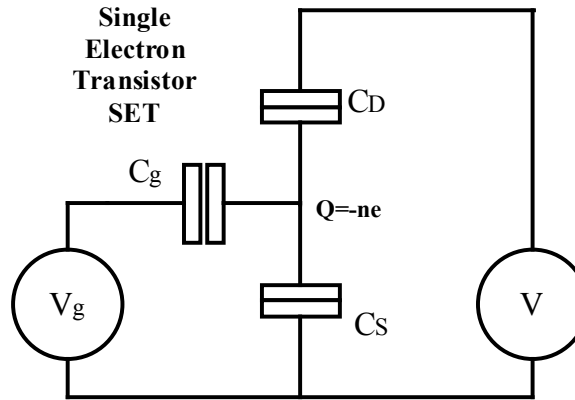 Single
Electron
Transistor
SET
CD
Cg
Q=-ne
Vg
CS
V